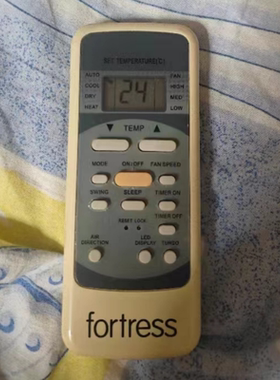 SET TEMPERATURE(C)
AUTO FAN
COOL HIGH
DRY MED
HEAT LOW
24
▼ TEMP ▲
MODE ON/OFF FAN SPEED
SWING SLEEP TIMER ON
RESET LOCK TIMER OFF
AIR DIRECTION LED DISPLAY TURBO
fortress